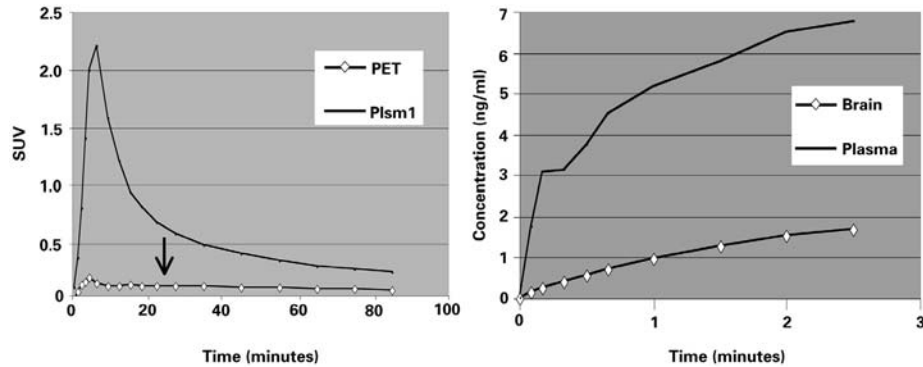 2.5
2.0
1.5
1.0
0.5
0
0 20 40 60 80 100
SUV
Time (minutes)
PET
Plsm1
7
6
5
4
3
2
1
0
0 1 2 3
Concentration (ng/ml)
Time (minutes)
Brain
Plasma